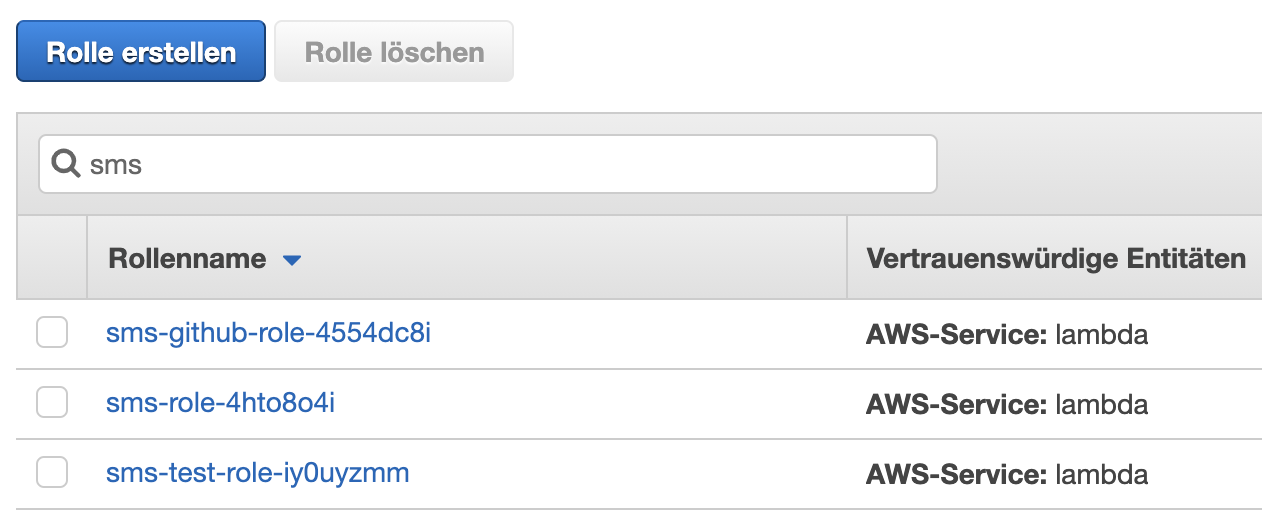 Rolle erstellen Rolle löschen
sms
Rollenname Vertrauenswürdige Entitäten
sms-github-role-4554dc8i AWS-Service: lambda
sms-role-4hto8o4i AWS-Service: lambda
sms-test-role-iy0uyzmm AWS-Service: lambda